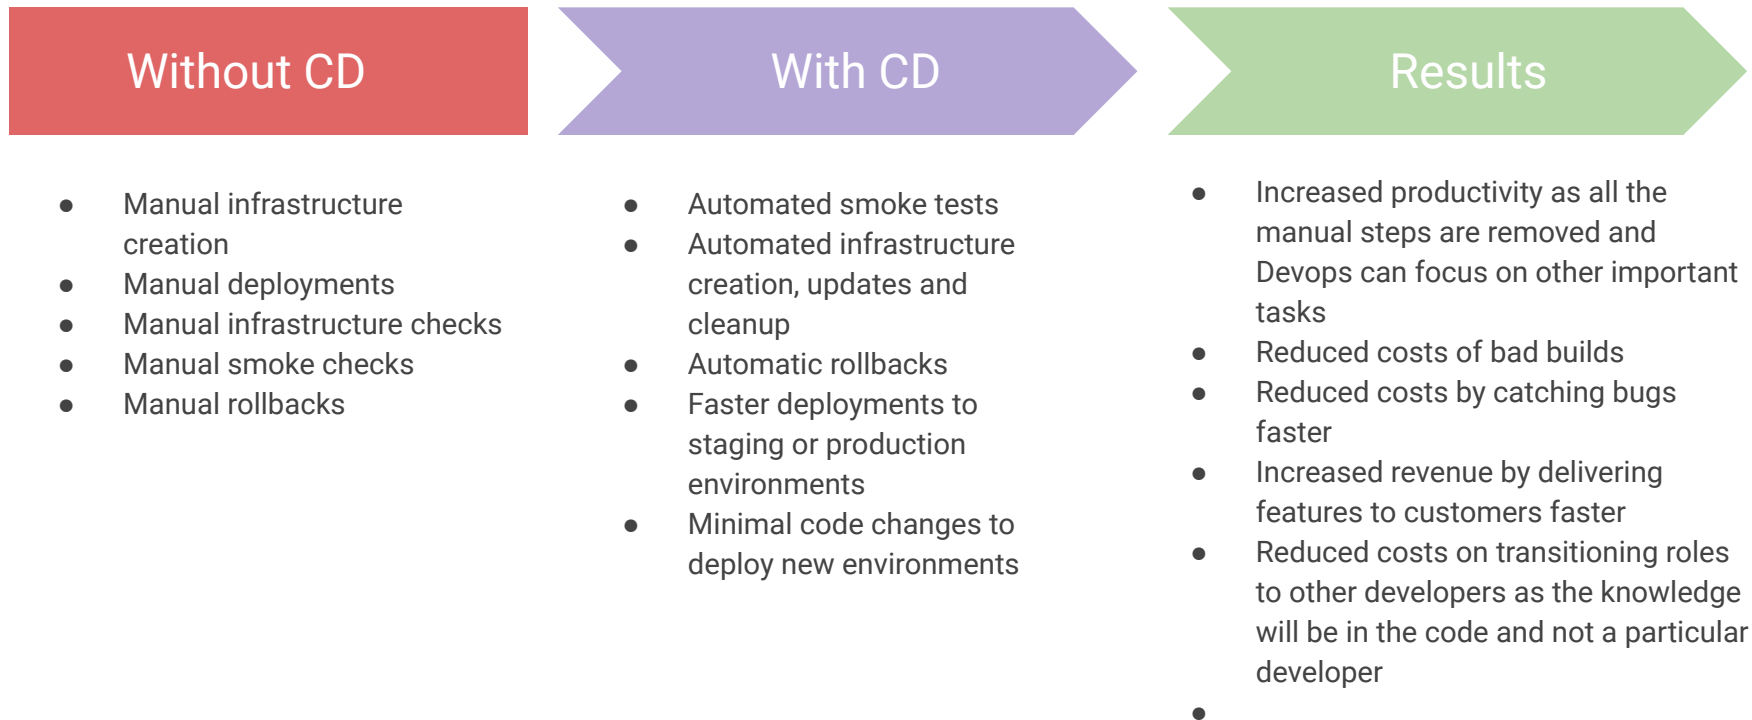 Without CD
● Manual infrastructure
creation
● Manual deployments
● Manual infrastructure checks
● Manual smoke checks
● Manual rollbacks
With CD
● Automated smoke tests
● Automated infrastructure
creation, updates and
cleanup
● Automatic rollbacks
● Faster deployments to
staging or production
environments
● Minimal code changes to
deploy new environments
Results
● Increased productivity as all the
manual steps are removed and
Devops can focus on other important
tasks
● Reduced costs of bad builds
● Reduced costs by catching bugs
faster
● Increased revenue by delivering
features to customers faster
● Reduced costs on transitioning roles
to other developers as the knowledge
will be in the code and not a particular
developer
●